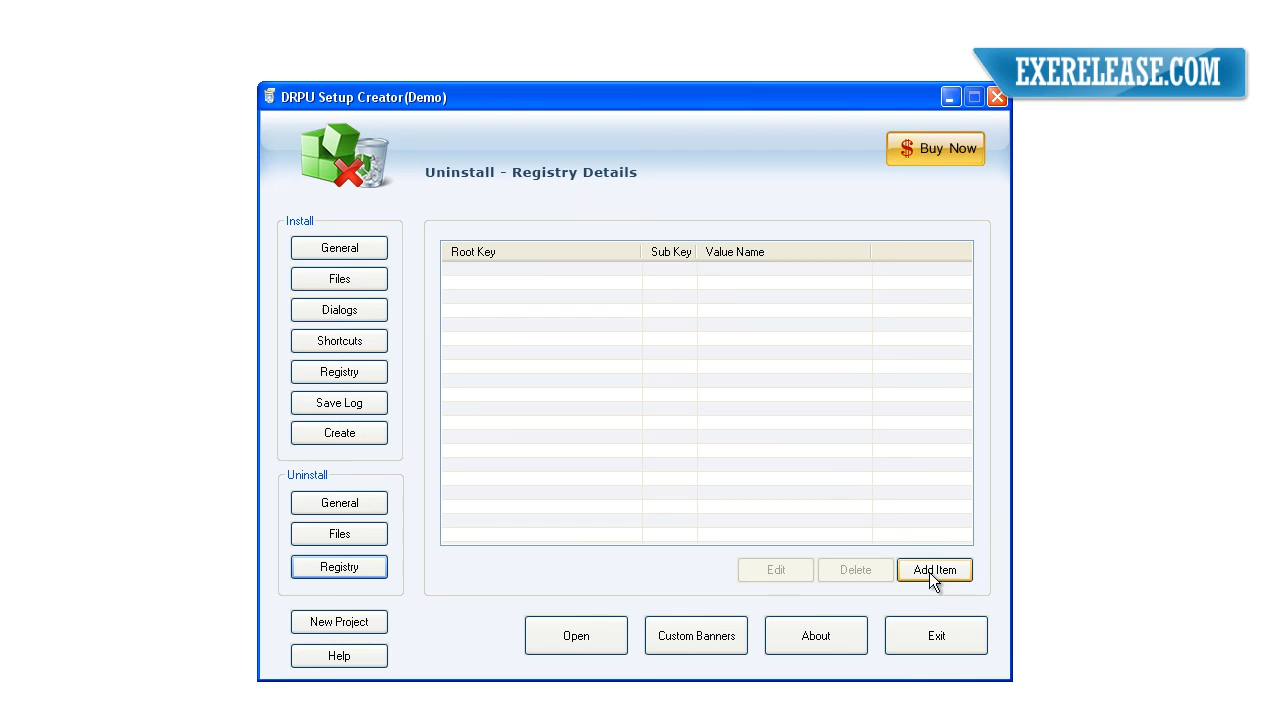 EXERELEASE.COM
DRPU Setup Creator(Demo)
$ Buy Now
Uninstall - Registry Details
Install
General
Files
Dialogs
Shortcuts
Registry
Save Log
Create
Uninstall
General
Files
Registry
New Project
Help
Root Key Sub Key Value Name
Edit Delete Add Item
Open Custom Banners About Exit